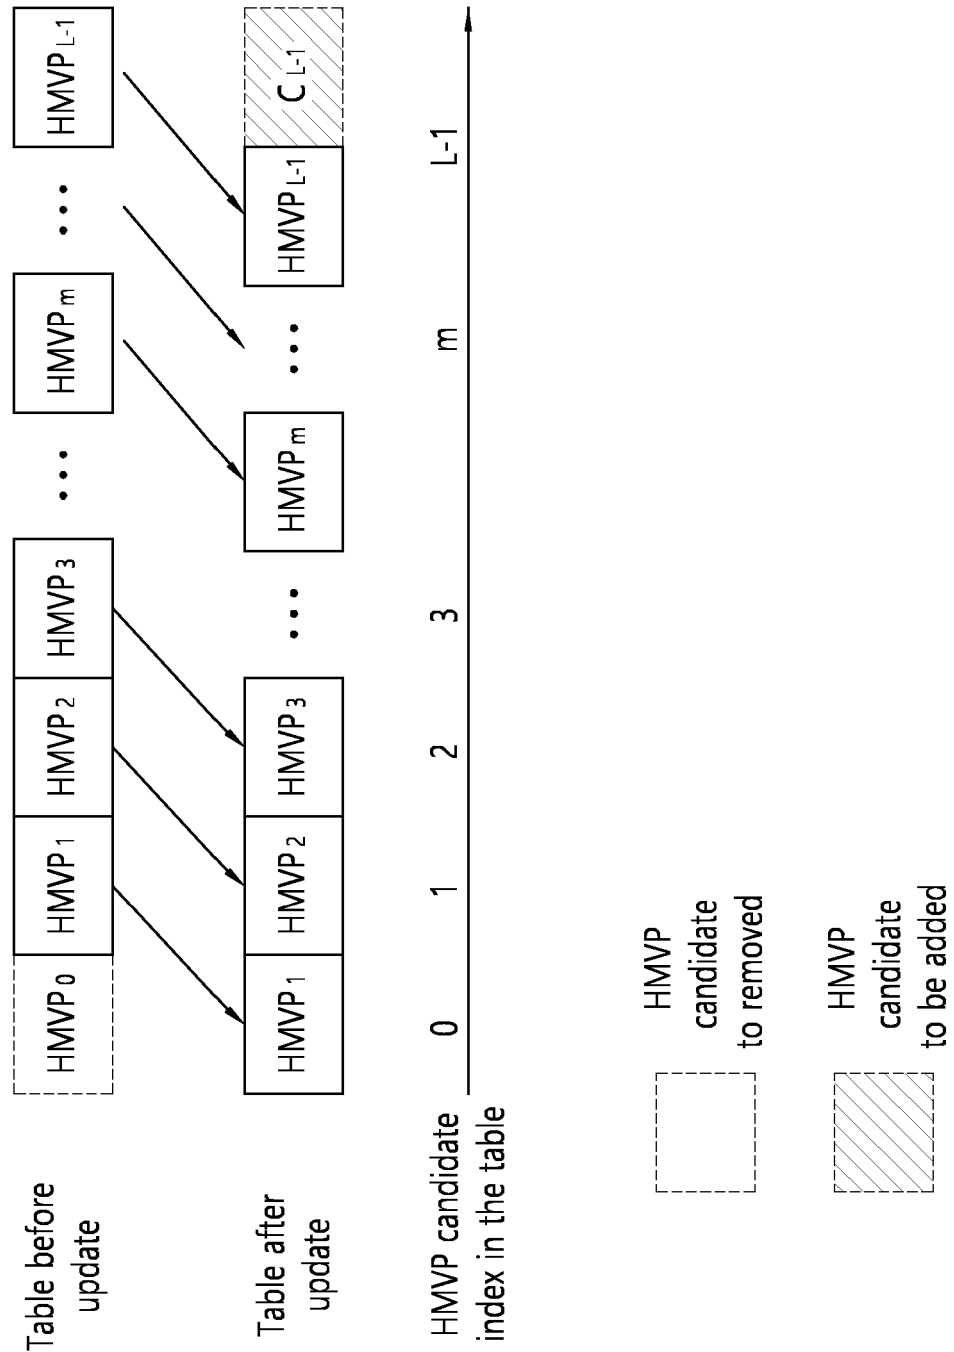 Table before
update
HMVP0 HMVP1 HMVP2 HMVP3 ••• HMVPm ••• HMVPL-1
Table after
update
HMVP1 HMVP2 HMVP3 ••• HMVPm ••• HMVPL-1 CL-1
HMVP candidate
index in the table
0 1 2 3 m L-1
HMVP
candidate
to removed
HMVP
candidate
to be added